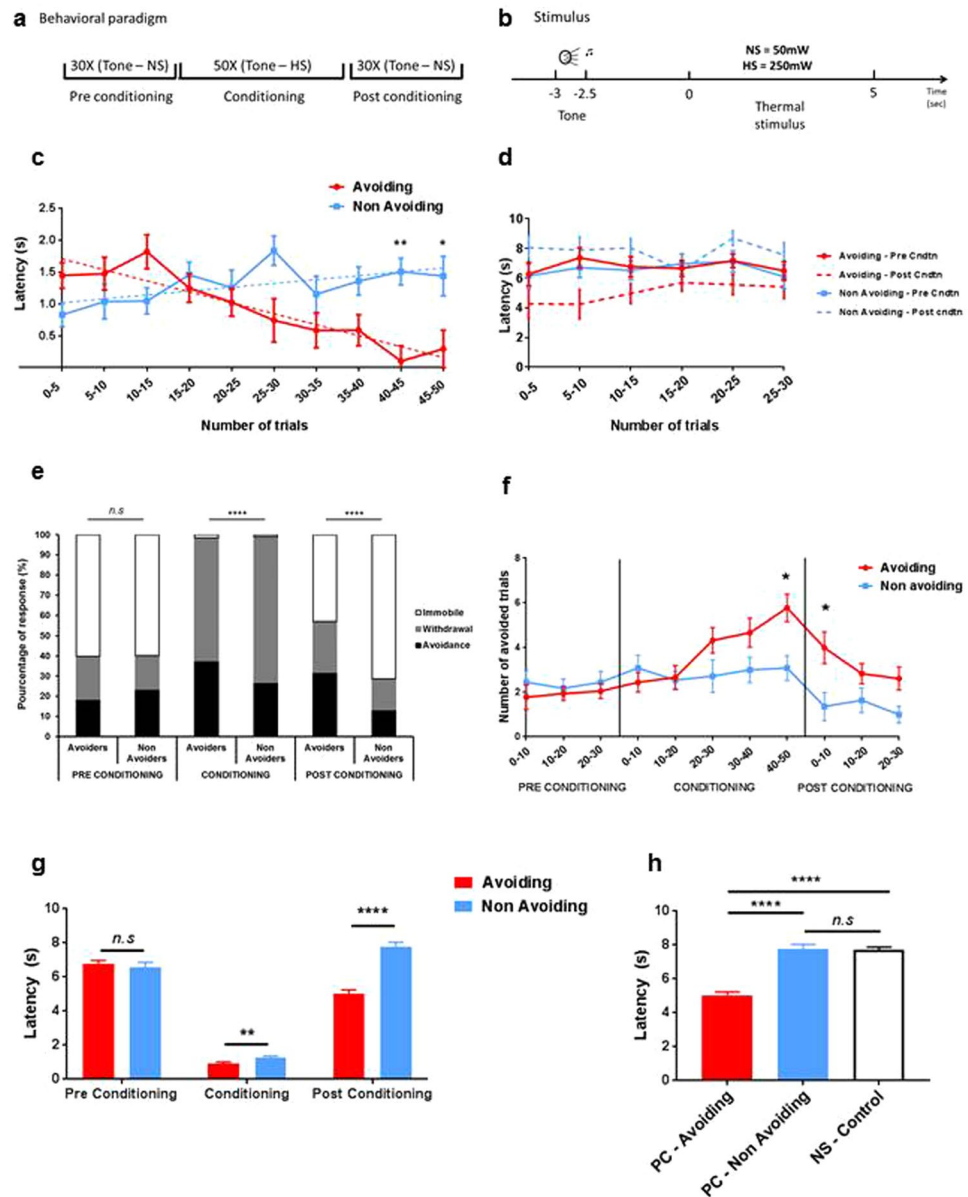 a Behavioral paradigm
30X (Tone – NS) 50X (Tone – HS) 30X (Tone – NS)
Pre conditioning Conditioning Post conditioning
b Stimulus
NS = 50mW
HS = 250mW
-3 -2.5 0 5 Time
[sec]
Tone Thermal
stimulus
c
Avoiding
Non Avoiding
Latency (s)
2.5
2.0
** *
1.5
1.0
0.5
0-5 5-10 10-15 15-20 20-25 25-30 30-35 35-40 40-45 45-50
Number of trials
d
Latency (s)
10
8
6
4
2
0
0-5 5-10 10-15 15-20 20-25 25-30
Number of trials
Avoiding - Pre Cndtn
Avoiding - Post Cndtn
Non Avoiding - Pre Cndtn
Non Avoiding - Post cndtn
e
n.s **** ****
Pourcentage of response (%)
100
90
80
70
60
50
40
30
20
10
0
Immobile
Withdrawal
Avoidance
Avoiders Non Avoiders Avoiders Non Avoiders Avoiders Non Avoiders
PRE CONDITIONING CONDITIONING POST CONDITIONING
f
Avoiding
Non avoiding
Number of avoided trials
8
6
4
2
0
* *
0-10 10-20 20-30 0-10 10-20 20-30 30-40 40-50 0-10 10-20 20-30
PRE CONDITIONING CONDITIONING POST CONDITIONING
g
Avoiding
Non Avoiding
Latency (s)
10
8
6
4
2
0
n.s ** ****
Pre Conditioning Conditioning Post Conditioning
h
****
**** n.s
Latency (s)
10
8
6
4
2
0
PC - Avoiding PC - Non Avoiding NS - Control